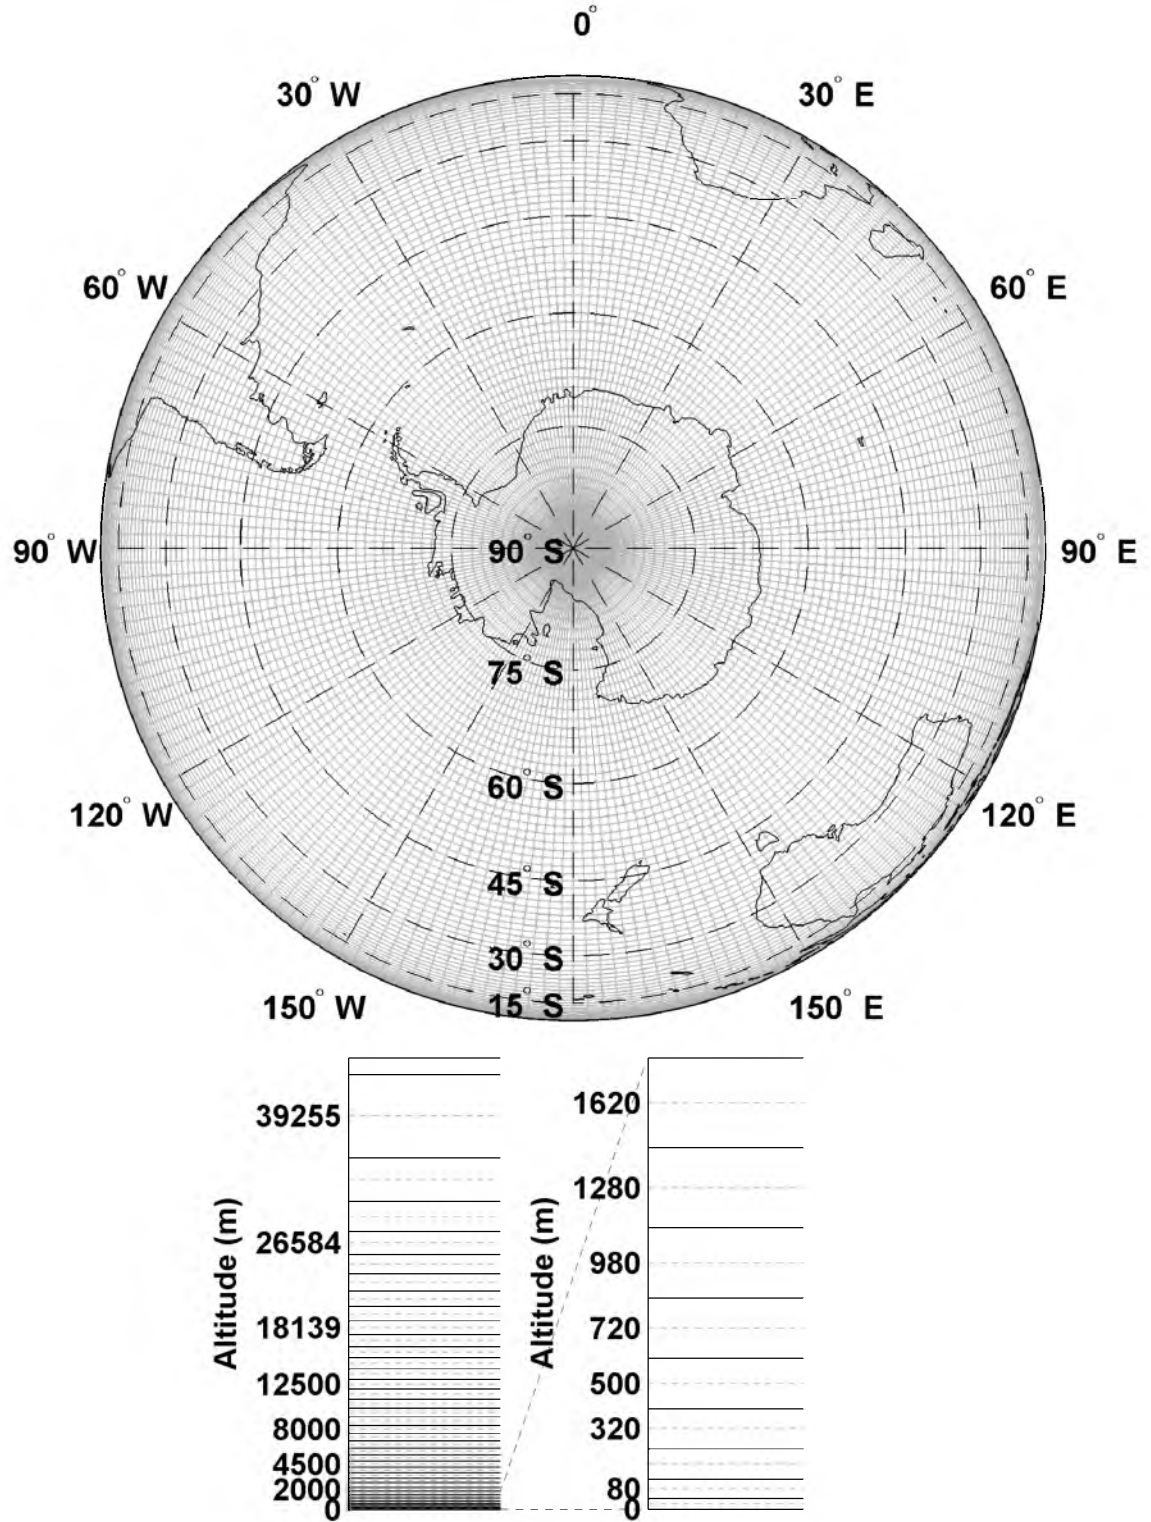 0°
30° W
30° E
60° W
60° E
90° W
90° S
90° E
75° S
120° W
60° S
120° E
45° S
30° S
150° W
15° S
150° E
Altitude (m)
39255
26584
18139
12500
8000
4500
2000
0
Altitude (m)
1620
1280
980
720
500
320
80
0